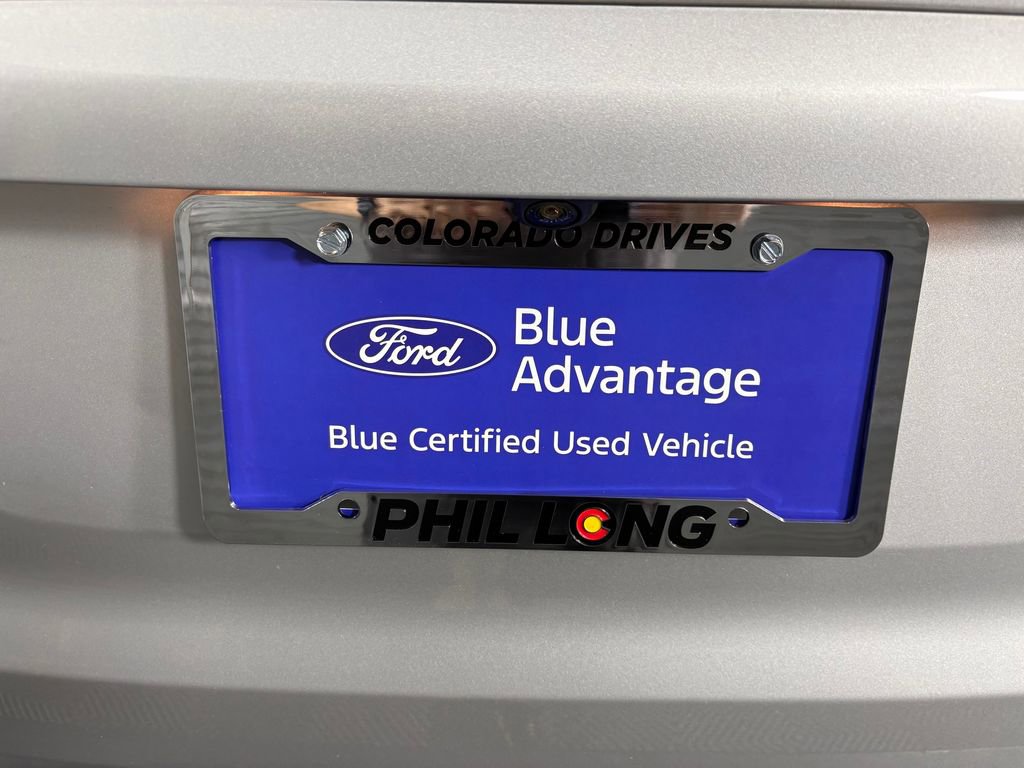 COLORADO DRIVES
Ford
Blue
Advantage
Blue Certified Used Vehicle
PHIL LONG